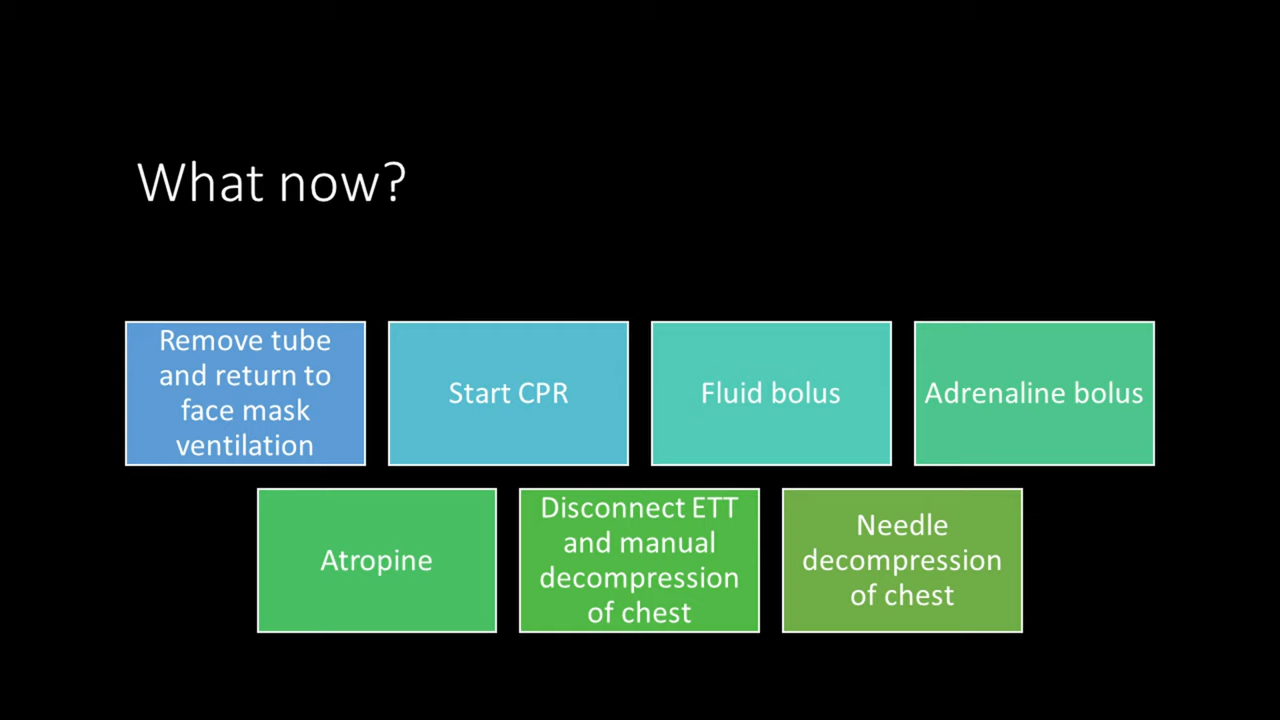 What now?
Remove tube
and return to
face mask
ventilation
Start CPR
Fluid bolus
Adrenaline bolus
Atropine
Disconnect ETT
and manual
decompression
of chest
Needle
decompression
of chest